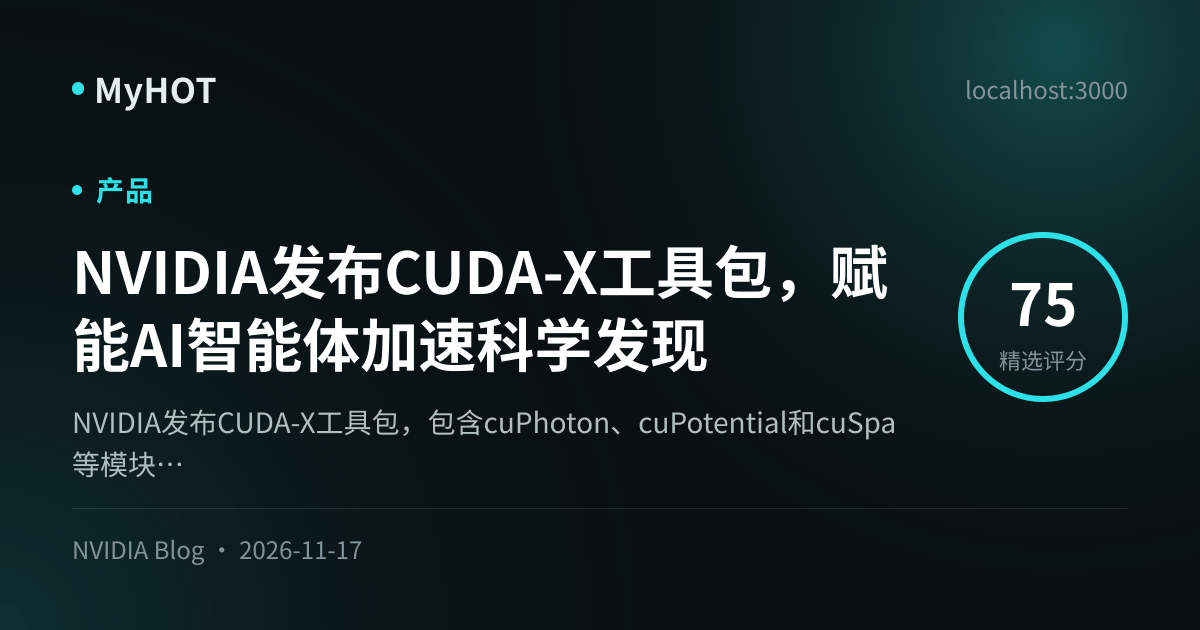 MyHOT
localhost:3000
产品
NVIDIA发布CUDA-X工具包，赋
能AI智能体加速科学发现
75
精选评分
NVIDIA发布CUDA-X工具包，包含cuPhoton、cuPotential和cuSpa
等模块…
NVIDIA Blog · 2026-11-17